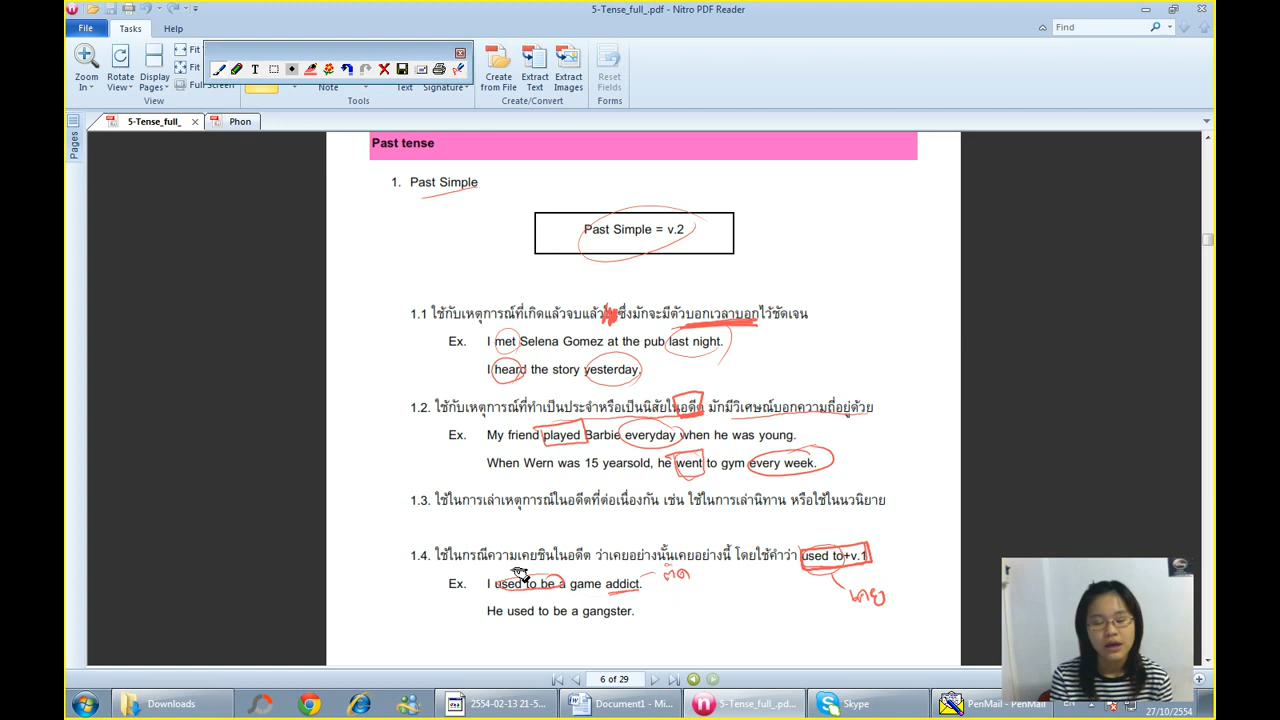 5-Tense_full_.pdf - Nitro PDF Reader
File Tasks Help Find
Zoom In Rotate View Display Pages Fit Fit Full Screen
View
Note Text Signature
Tools
Create from File Extract Text Extract Images
Create/Convert
Reset Fields
Forms
5-Tense_full_ Phon
Pages
Past tense
1. Past Simple
Past Simple = v.2
1.1 ใช้กับเหตุการณ์ที่เกิดแล้วจบแล้ว ซึ่งมักจะมีตัวบอกเวลาบอกไว้ชัดเจน
Ex. I met Selena Gomez at the pub last night.
I heard the story yesterday.
1.2. ใช้กับเหตุการณ์ที่ทำเป็นประจำหรือเป็นนิสัยในอดีต มักมีวิเศษณ์บอกความถี่อยู่ด้วย
Ex. My friend played Barbie everyday when he was young.
When Wern was 15 yearsold, he went to gym every week.
1.3. ใช้ในการเล่าเหตุการณ์ในอดีตที่ต่อเนื่องกัน เช่น ใช้ในการเล่านิทาน หรือใช้ในนวนิยาย
1.4. ใช้ในกรณีความเคยชินในอดีต ว่าเคยอย่างนั้นเคยอย่างนี้ โดยใช้คำว่า used to+v.1
Ex. I used to be a game addict. ติด
เคย
He used to be a gangster.
6 of 29
Downloads 2554-02-13 21-5... Document1 - Mi... 5-Tense_full_.pd... Skype PenMail - PenMail EN
27/10/2554